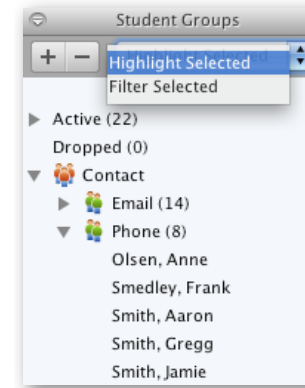 Student Groups
+ −
Highlight Selected
Filter Selected
Active (22)
Dropped (0)
Contact
Email (14)
Phone (8)
Olsen, Anne
Smedley, Frank
Smith, Aaron
Smith, Gregg
Smith, Jamie